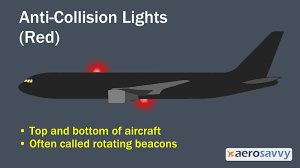 Anti-Collision Lights
(Red)
• Top and bottom of aircraft
• Often called rotating beacons
aerosavvy